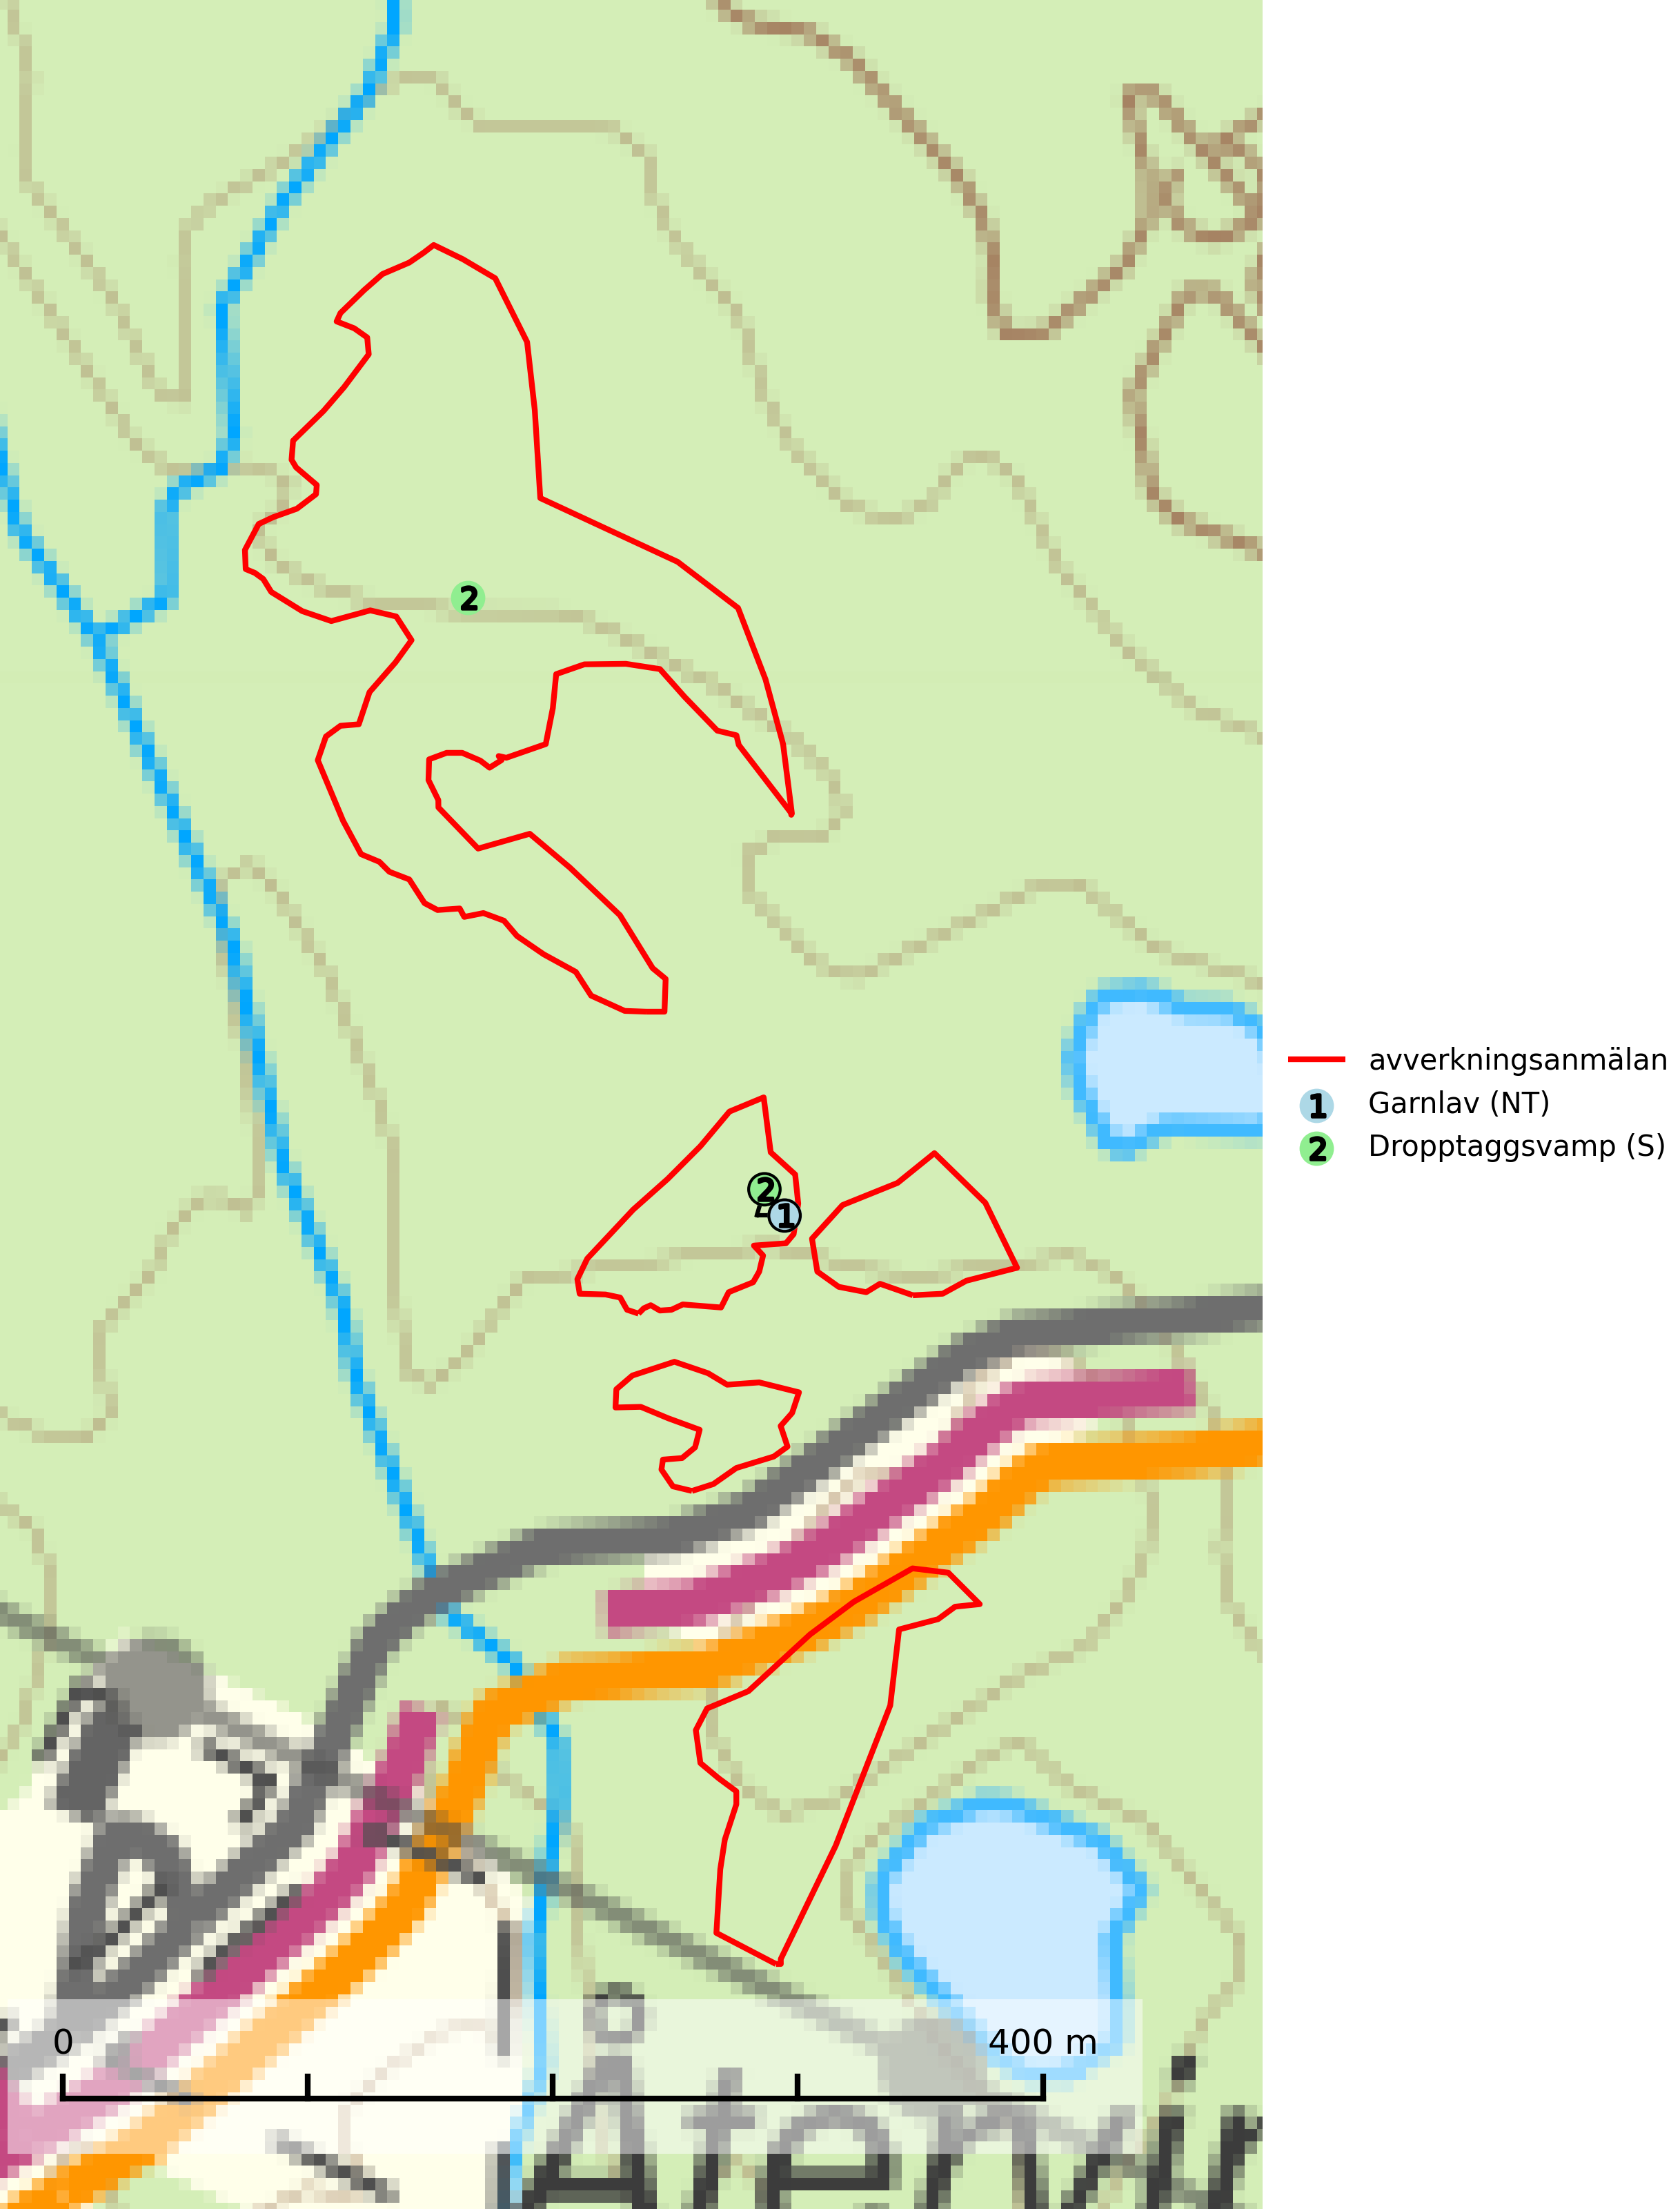 2
avverkningsanmälan
1 Garnlav (NT)
2 Dropptaggsvamp (S)
2
1
0 400 m